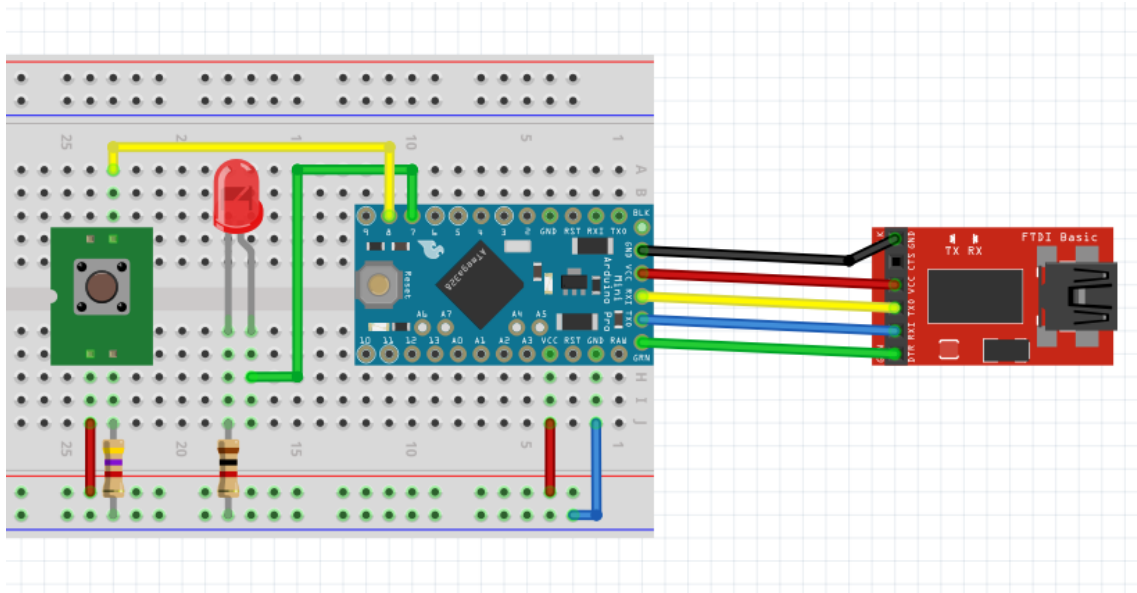 25 20 1 10 5 1
A
B
BLK
9 8 7 6 5 4 3 2 GND RST RXI TXO
GND
VCC
RXI
TXO
GRN
Reset
ATmega328
Arduino
Pro
Mini
A6 A7 A4 A5
10 11 12 13 A0 A1 A2 A3 VCC RST GND RAW
H
I
J
25 20 15 10 5 1
FTDI Basic
TX RX
GND
CTS
VCC
TXO
RXI
DTR